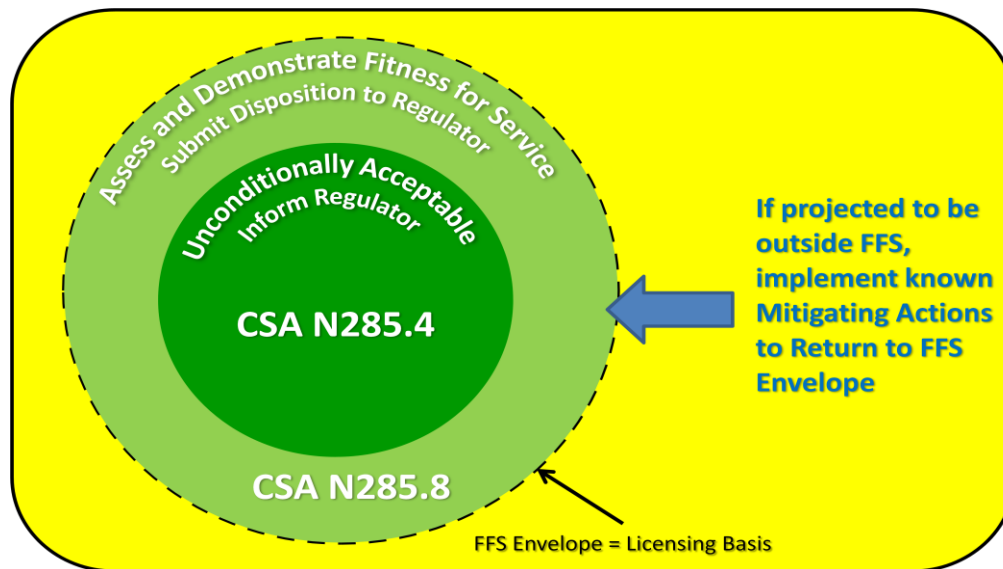 Assess and Demonstrate Fitness for Service
Submit Disposition to Regulator
Unconditionally Acceptable
Inform Regulator
CSA N285.4
CSA N285.8
If projected to be
outside FFS,
implement known
Mitigating Actions
to Return to FFS
Envelope
FFS Envelope = Licensing Basis